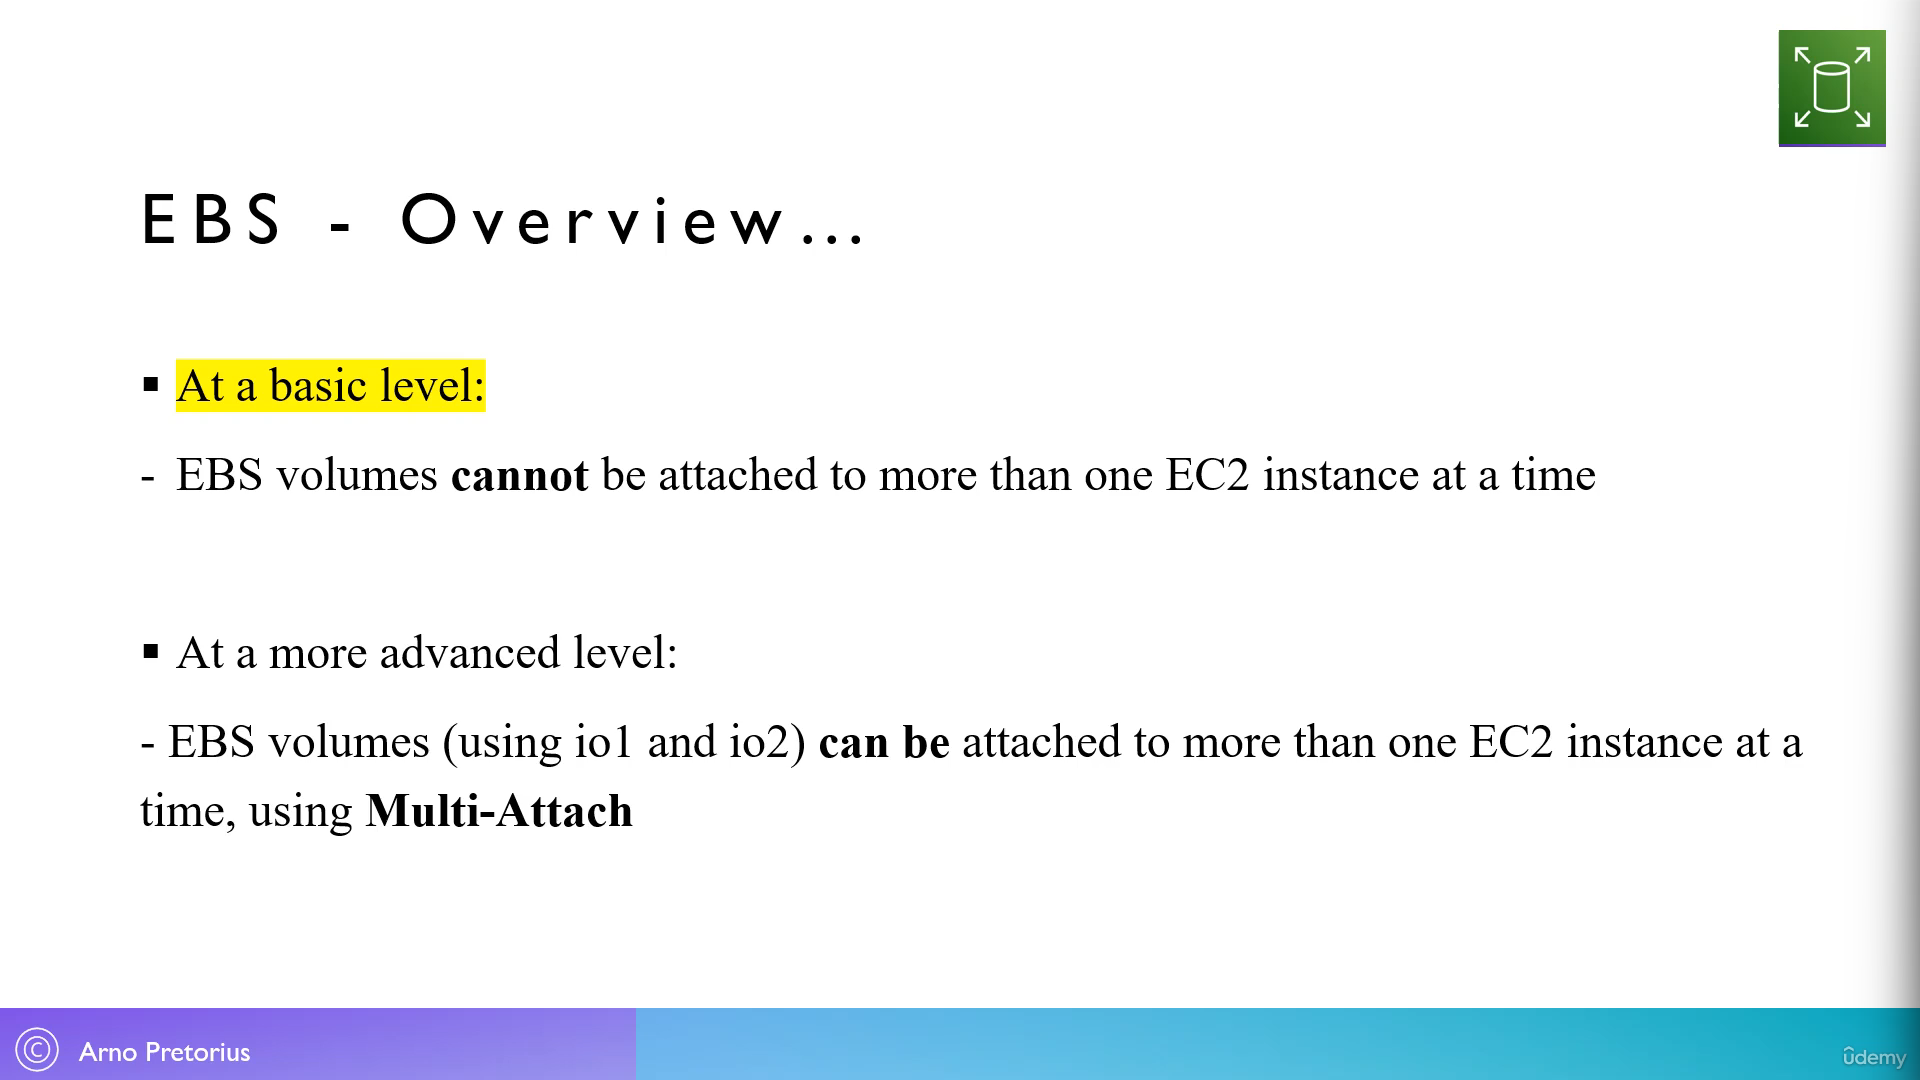 EBS - Overview...
▪ At a basic level:
- EBS volumes cannot be attached to more than one EC2 instance at a time
▪ At a more advanced level:
- EBS volumes (using io1 and io2) can be attached to more than one EC2 instance at a
time, using Multi-Attach
© Arno Pretorius
ûdemy